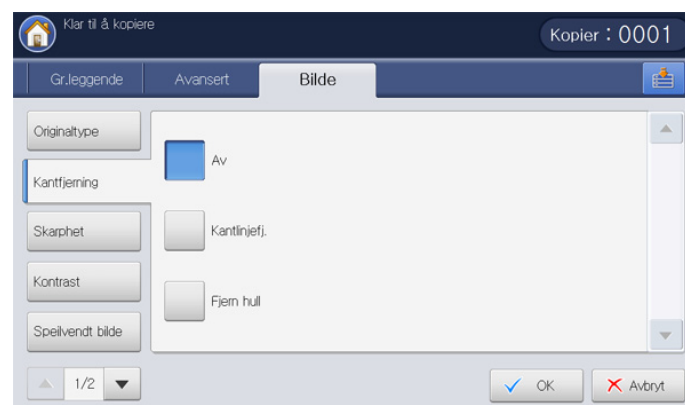 Klar til å kopiere
Kopier : 0001
Gr.leggende
Avansert
Bilde
Originaltype
Av
Kantfjerning
Skarphet
Kantlinjefj.
Kontrast
Fjern hull
Speilvendt bilde
1/2
OK
Avbryt